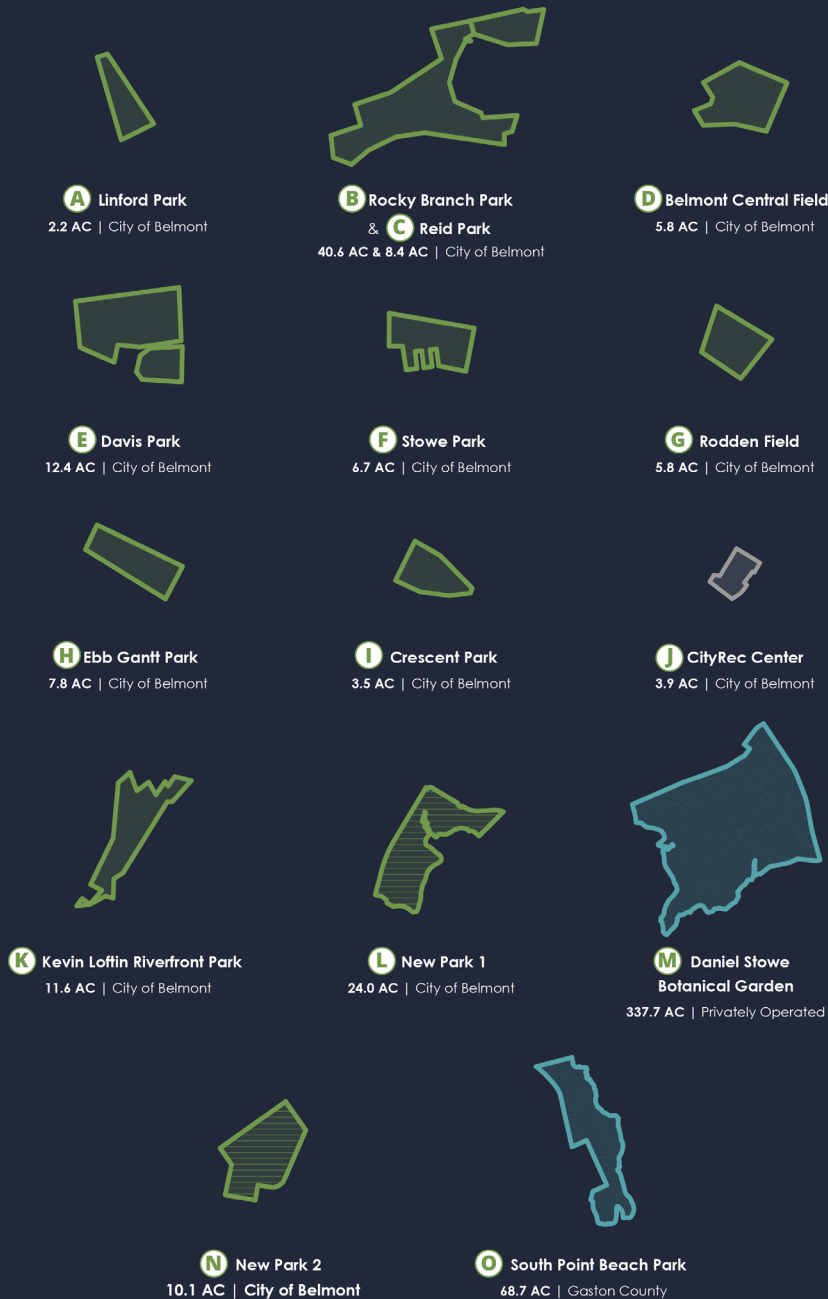 A Linford Park
2.2 AC | City of Belmont
B Rocky Branch Park
& C Reid Park
40.6 AC & 8.4 AC | City of Belmont
D Belmont Central Field
5.8 AC | City of Belmont
E Davis Park
12.4 AC | City of Belmont
F Stowe Park
6.7 AC | City of Belmont
G Rodden Field
5.8 AC | City of Belmont
H Ebb Gantt Park
7.8 AC | City of Belmont
I Crescent Park
3.5 AC | City of Belmont
J CityRec Center
3.9 AC | City of Belmont
K Kevin Loftin Riverfront Park
11.6 AC | City of Belmont
L New Park 1
24.0 AC | City of Belmont
M Daniel Stowe
Botanical Garden
337.7 AC | Privately Operated
N New Park 2
10.1 AC | City of Belmont
O South Point Beach Park
68.7 AC | Gaston County